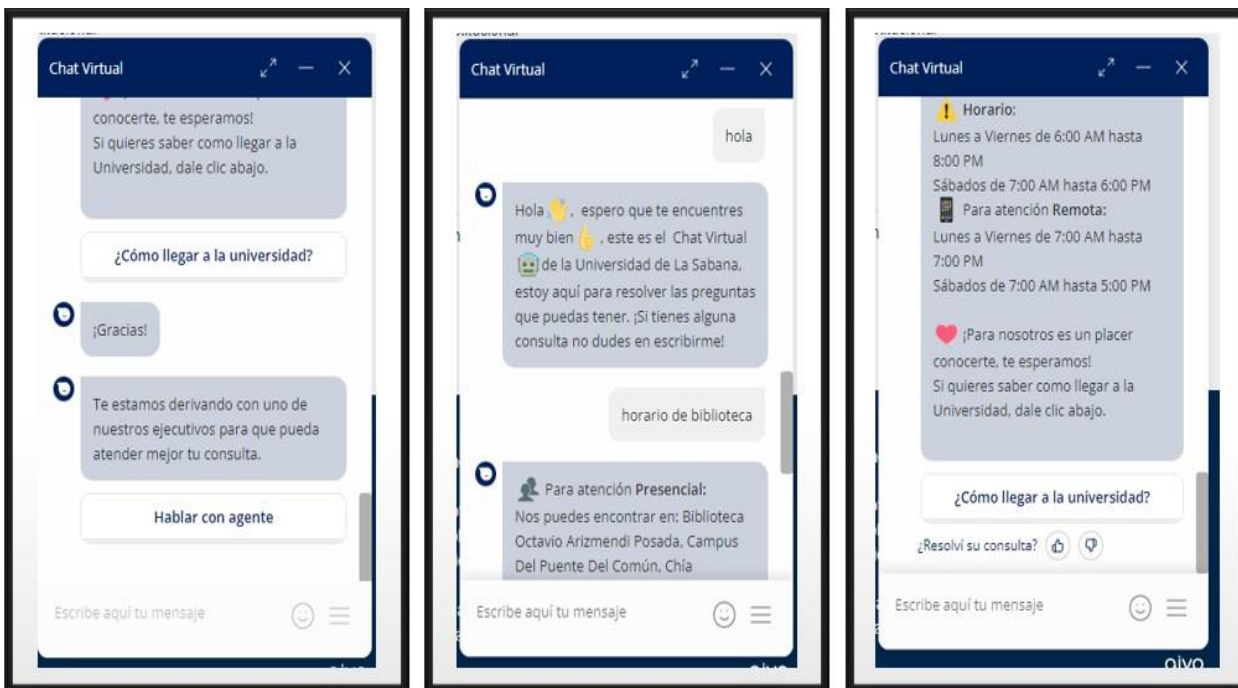 Chat Virtual
conocerte, te esperamos!
Si quieres saber como llegar a la
Universidad, dale clic abajo.
¿Cómo llegar a la universidad?
¡Gracias!
Te estamos derivando con uno de
nuestros ejecutivos para que pueda
atender mejor tu consulta.
Hablar con agente
Escribe aquí tu mensaje
Chat Virtual
hola
Hola 👋 , espero que te encuentres
muy bien 👍 , este es el Chat Virtual
🤖 de la Universidad de La Sabana,
estoy aquí para resolver las preguntas
que puedas tener. ¡Si tienes alguna
consulta no dudes en escribirme!
horario de biblioteca
Para atención Presencial:
Nos puedes encontrar en: Biblioteca
Octavio Arizmendi Posada, Campus
Del Puente Del Común, Chía
Escribe aquí tu mensaje
Chat Virtual
⚠️ Horario:
Lunes a Viernes de 6:00 AM hasta
8:00 PM
Sábados de 7:00 AM hasta 6:00 PM
📱 Para atención Remota:
Lunes a Viernes de 7:00 AM hasta
7:00 PM
Sábados de 7:00 AM hasta 5:00 PM
❤️ ¡Para nosotros es un placer
conocerte, te esperamos!
Si quieres saber como llegar a la
Universidad, dale clic abajo.
¿Cómo llegar a la universidad?
¿Resolví su consulta?
Escribe aquí tu mensaje
aivo